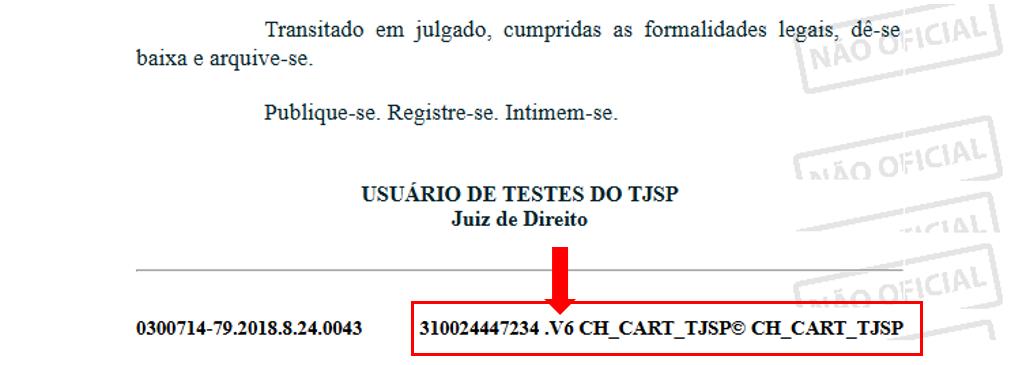 Transitado em julgado, cumpridas as formalidades legais, dê-se
baixa e arquive-se.
NÃO OFICIAL
Publique-se. Registre-se. Intimem-se.
NÃO OFICIAL
USUÁRIO DE TESTES DO TJSP
Juiz de Direito
NÃO OFICIAL
0300714-79.2018.8.24.0043 310024447234 .V6 CH_CART_TJSP© CH_CART_TJSP